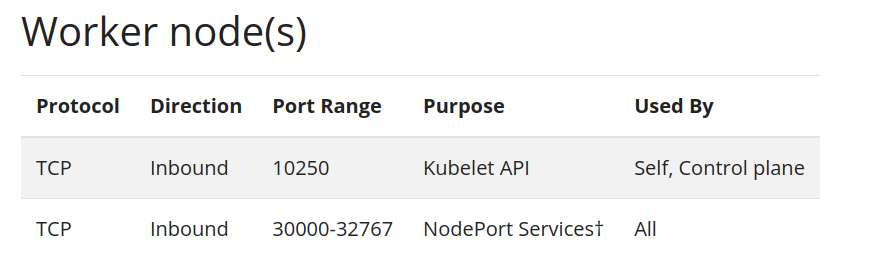 Worker node(s)
Protocol Direction Port Range Purpose Used By
TCP Inbound 10250 Kubelet API Self, Control plane
TCP Inbound 30000-32767 NodePort Services† All